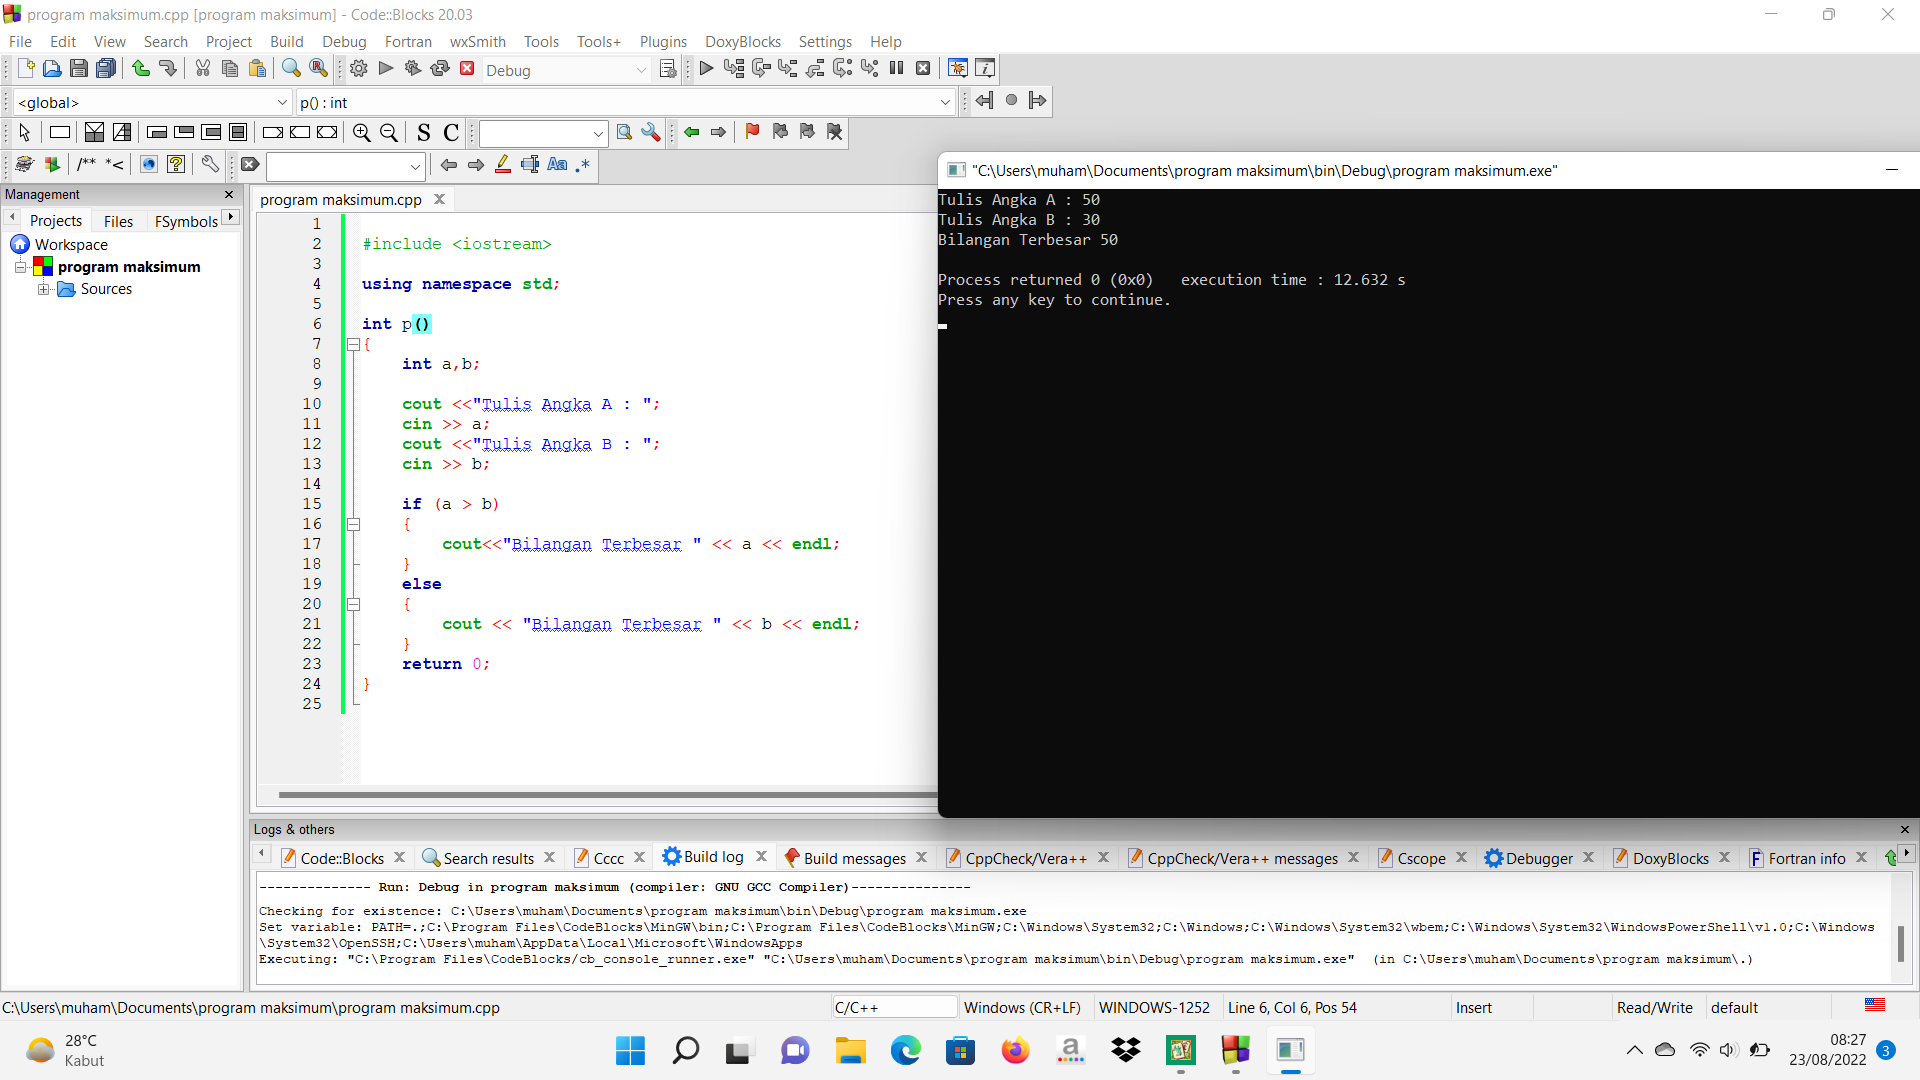 program maksimum.cpp [program maksimum] - Code::Blocks 20.03
File Edit View Search Project Build Debug Fortran wxSmith Tools Tools+ Plugins DoxyBlocks Settings Help
Debug
<global> p() : int
S C
/** *<
Aa .*
Management
Projects Files FSymbols
Workspace
program maksimum
Sources
program maksimum.cpp
1
2 #include <iostream>
3
4 using namespace std;
5
6 int p()
7 {
8 int a,b;
9
10 cout <<"Tulis Angka A : ";
11 cin >> a;
12 cout <<"Tulis Angka B : ";
13 cin >> b;
14
15 if (a > b)
16 {
17 cout<<"Bilangan Terbesar " << a << endl;
18 }
19 else
20 {
21 cout << "Bilangan Terbesar " << b << endl;
22 }
23 return 0;
24 }
25
"C:\Users\muham\Documents\program maksimum\bin\Debug\program maksimum.exe"
Tulis Angka A : 50
Tulis Angka B : 30
Bilangan Terbesar 50
Process returned 0 (0x0) execution time : 12.632 s
Press any key to continue.
Logs & others
Code::Blocks Search results Cccc Build log Build messages CppCheck/Vera++ CppCheck/Vera++ messages Cscope Debugger DoxyBlocks Fortran info
-------------- Run: Debug in program maksimum (compiler: GNU GCC Compiler)---------------
Checking for existence: C:\Users\muham\Documents\program maksimum\bin\Debug\program maksimum.exe
Set variable: PATH=.;C:\Program Files\CodeBlocks\MinGW\bin;C:\Program Files\CodeBlocks\MinGW;C:\Windows\System32;C:\Windows;C:\Windows\System32\wbem;C:\Windows\System32\WindowsPowerShell\v1.0;C:\Windows
\System32\OpenSSH;C:\Users\muham\AppData\Local\Microsoft\WindowsApps
Executing: "C:\Program Files\CodeBlocks/cb_console_runner.exe" "C:\Users\muham\Documents\program maksimum\bin\Debug\program maksimum.exe" (in C:\Users\muham\Documents\program maksimum\.)
C:\Users\muham\Documents\program maksimum\program maksimum.cpp C/C++ Windows (CR+LF) WINDOWS-1252 Line 6, Col 6, Pos 54 Insert Read/Write default
28°C
Kabut
08:27
23/08/2022
3